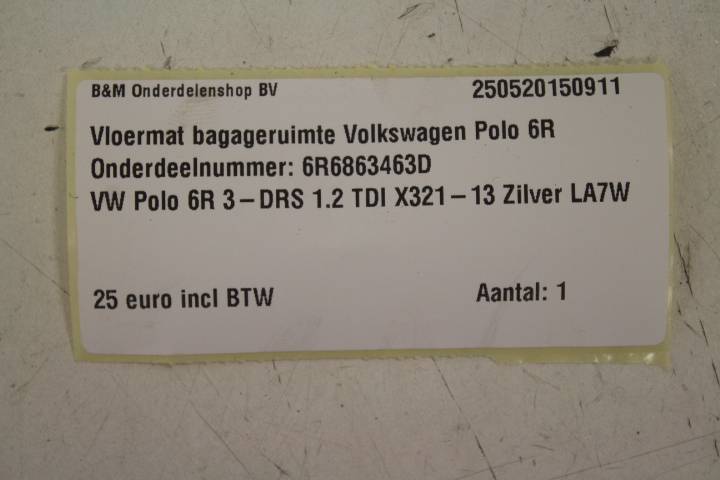 B&M Onderdelenshop BV 250520150911
Vloermat bagageruimte Volkswagen Polo 6R
Onderdeelnummer: 6R6863463D
VW Polo 6R 3-DRS 1.2 TDI X321-13 Zilver LA7W
25 euro incl BTW Aantal: 1